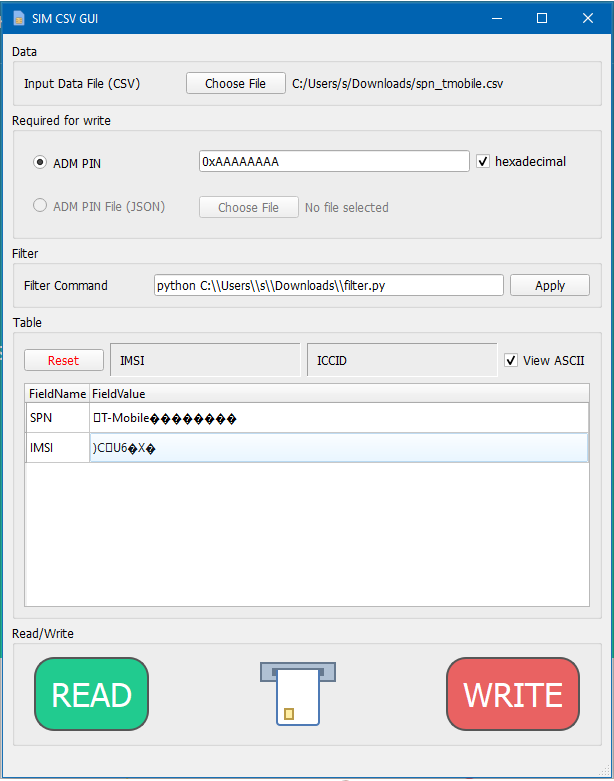 SIM CSV GUI
Data
Input Data File (CSV) Choose File C:/Users/s/Downloads/spn_tmobile.csv
Required for write
ADM PIN 0xAAAAAAAA hexadecimal
ADM PIN File (JSON) Choose File No file selected
Filter
Filter Command python C:\\Users\\s\\Downloads\\filter.py Apply
Table
Reset IMSI ICCID View ASCII
FieldName FieldValue
SPN □T-Mobile��������
IMSI )C□U6�X�
Read/Write
READ WRITE